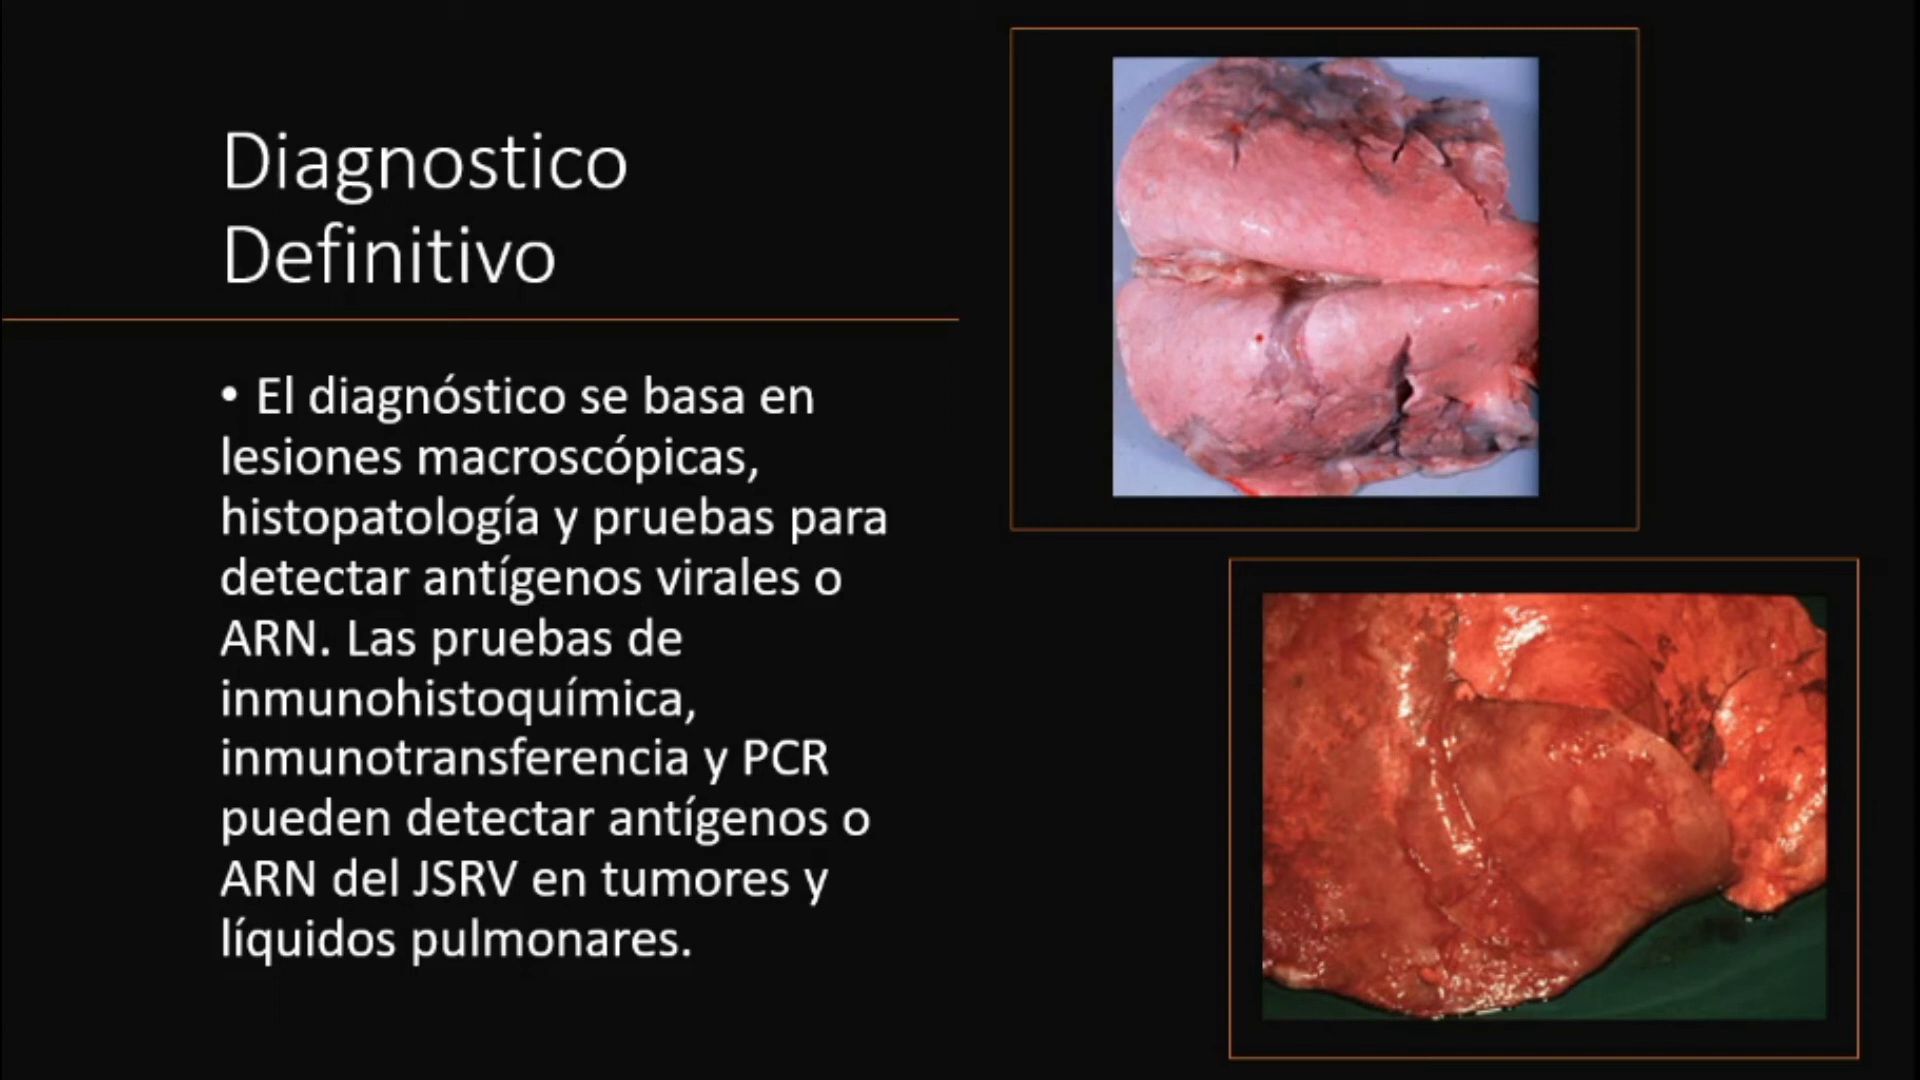 Diagnostico
Definitivo
• El diagnóstico se basa en
lesiones macroscópicas,
histopatología y pruebas para
detectar antígenos virales o
ARN. Las pruebas de
inmunohistoquímica,
inmunotransferencia y PCR
pueden detectar antígenos o
ARN del JSRV en tumores y
líquidos pulmonares.